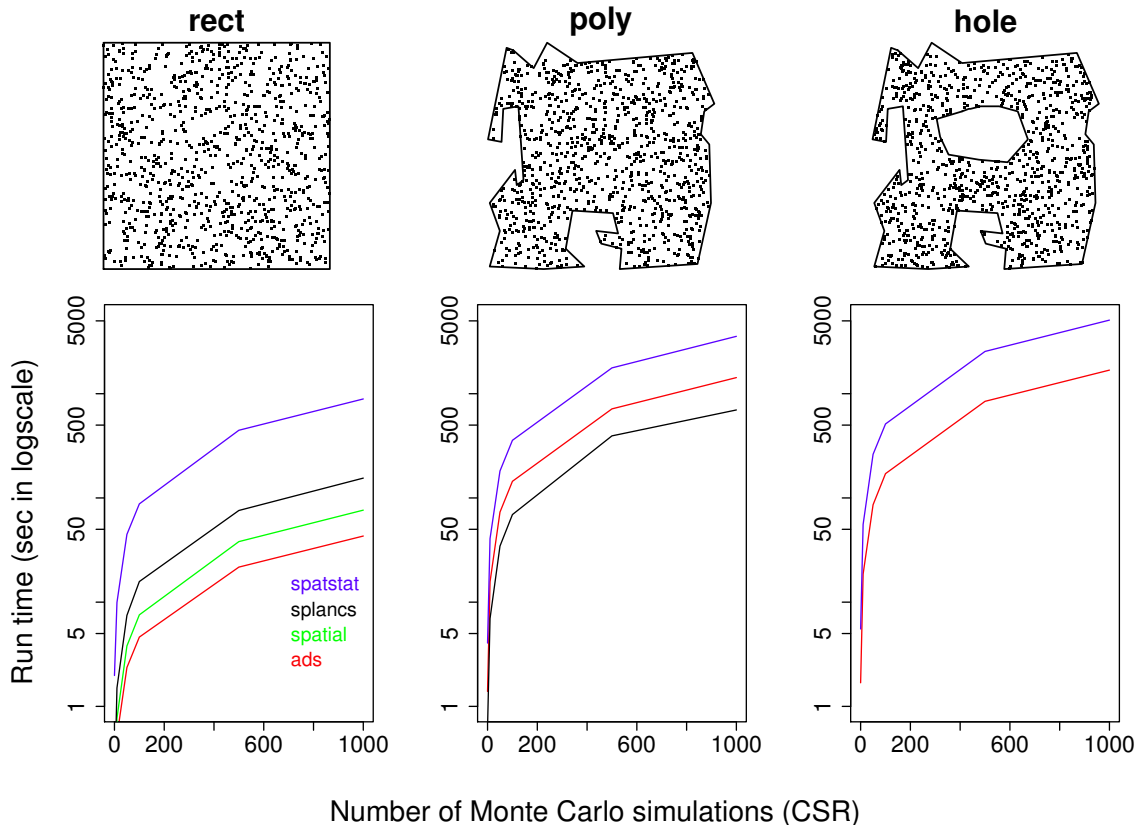 rect
poly
hole
Run time (sec in logscale)
5000
500
50
5
1
spatstat
splancs
spatial
ads
0 200 600 1000
5000
500
50
5
1
0 200 600 1000
5000
500
50
5
1
0 200 600 1000
Number of Monte Carlo simulations (CSR)